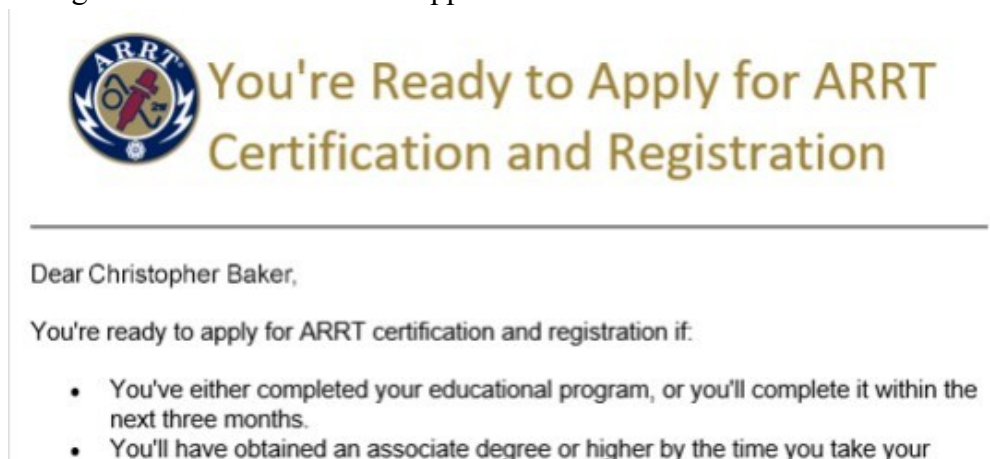 ARRT
You're Ready to Apply for ARRT
Certification and Registration
Dear Christopher Baker,
You're ready to apply for ARRT certification and registration if:
• You've either completed your educational program, or you'll complete it within the
next three months.
• You'll have obtained an associate degree or higher by the time you take your